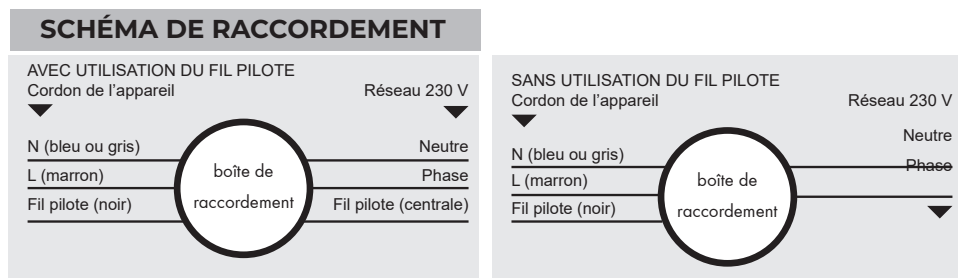 SCHÉMA DE RACCORDEMENT
AVEC UTILISATION DU FIL PILOTE
Cordon de l'appareil
Réseau 230 V
N (bleu ou gris)
Neutre
L (marron)
Phase
Fil pilote (noir)
Fil pilote (centrale)
boîte de
raccordement
SANS UTILISATION DU FIL PILOTE
Cordon de l'appareil
Réseau 230 V
Neutre
N (bleu ou gris)
Phase
L (marron)
Fil pilote (noir)
boîte de
raccordement